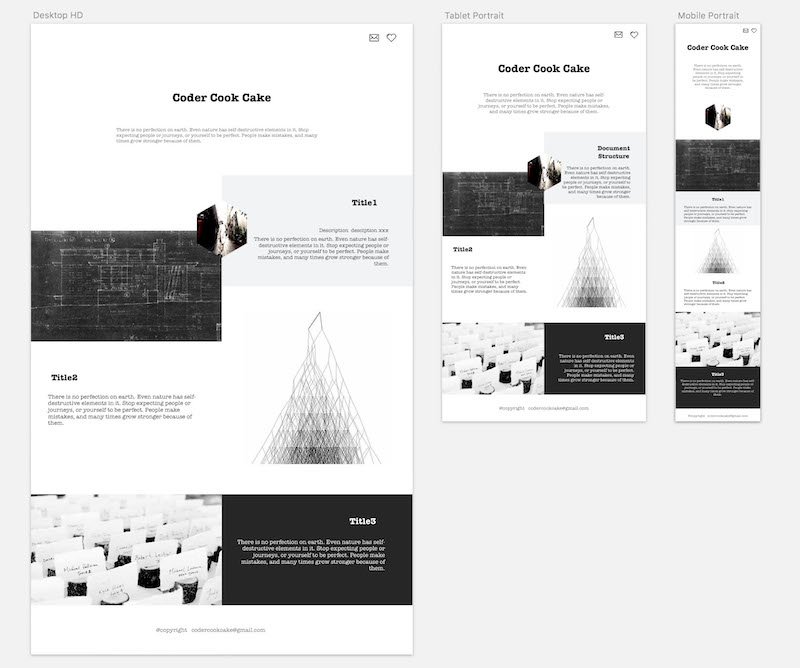 Desktop HD
Coder Cook Cake
There is no perfection on earth. Even nature has self-destructive elements in it. Stop
expecting people or journeys, or yourself to be perfect. People make mistakes, and many
times grow stronger because of them.
Title1
Description description xxx
There is no perfection on earth. Even nature has self-
destructive elements in it. Stop expecting people or
journeys, or yourself to be perfect. People make
mistakes, and many times grow stronger because of
them.
Title2
There is no perfection on earth. Even nature has self-
destructive elements in it. Stop expecting people or
journeys, or yourself to be perfect. People make
mistakes, and many times grow stronger because of
them.
Title3
There is no perfection on earth. Even nature has self-
destructive elements in it. Stop expecting people or
journeys, or yourself to be perfect. People make
mistakes, and many times grow stronger because of
them.
@copyright codercookcake@gmail.com
Tablet Portrait
Coder Cook Cake
There is no perfection on earth. Even nature has self-
destructive elements in it. Stop expecting people or
journeys, or yourself to be perfect. People make mistakes,
and many times grow stronger because of them.
Document
Structure
There is no perfection on earth.
Even nature has self-destructive
elements in it. Stop expecting
people or journeys, or yourself
to be perfect. People make
mistakes, and many times grow
stronger because of them.
Title2
There is no perfection on earth.
Even nature has self-destructive
elements in it. Stop expecting people
or journeys, or yourself to be perfect.
People make mistakes, and many
times grow stronger because of them.
Title3
There is no perfection on earth.
Even nature has self-destructive
elements in it. Stop expecting
people or journeys, or yourself
to be perfect. People make
mistakes, and many times grow
stronger because of them.
@copyright codercookcake@gmail.com
Mobile Portrait
Coder Cook Cake
There is no perfection on earth.
Title1
Title2
Title3
@copyright codercookcake@gmail.com